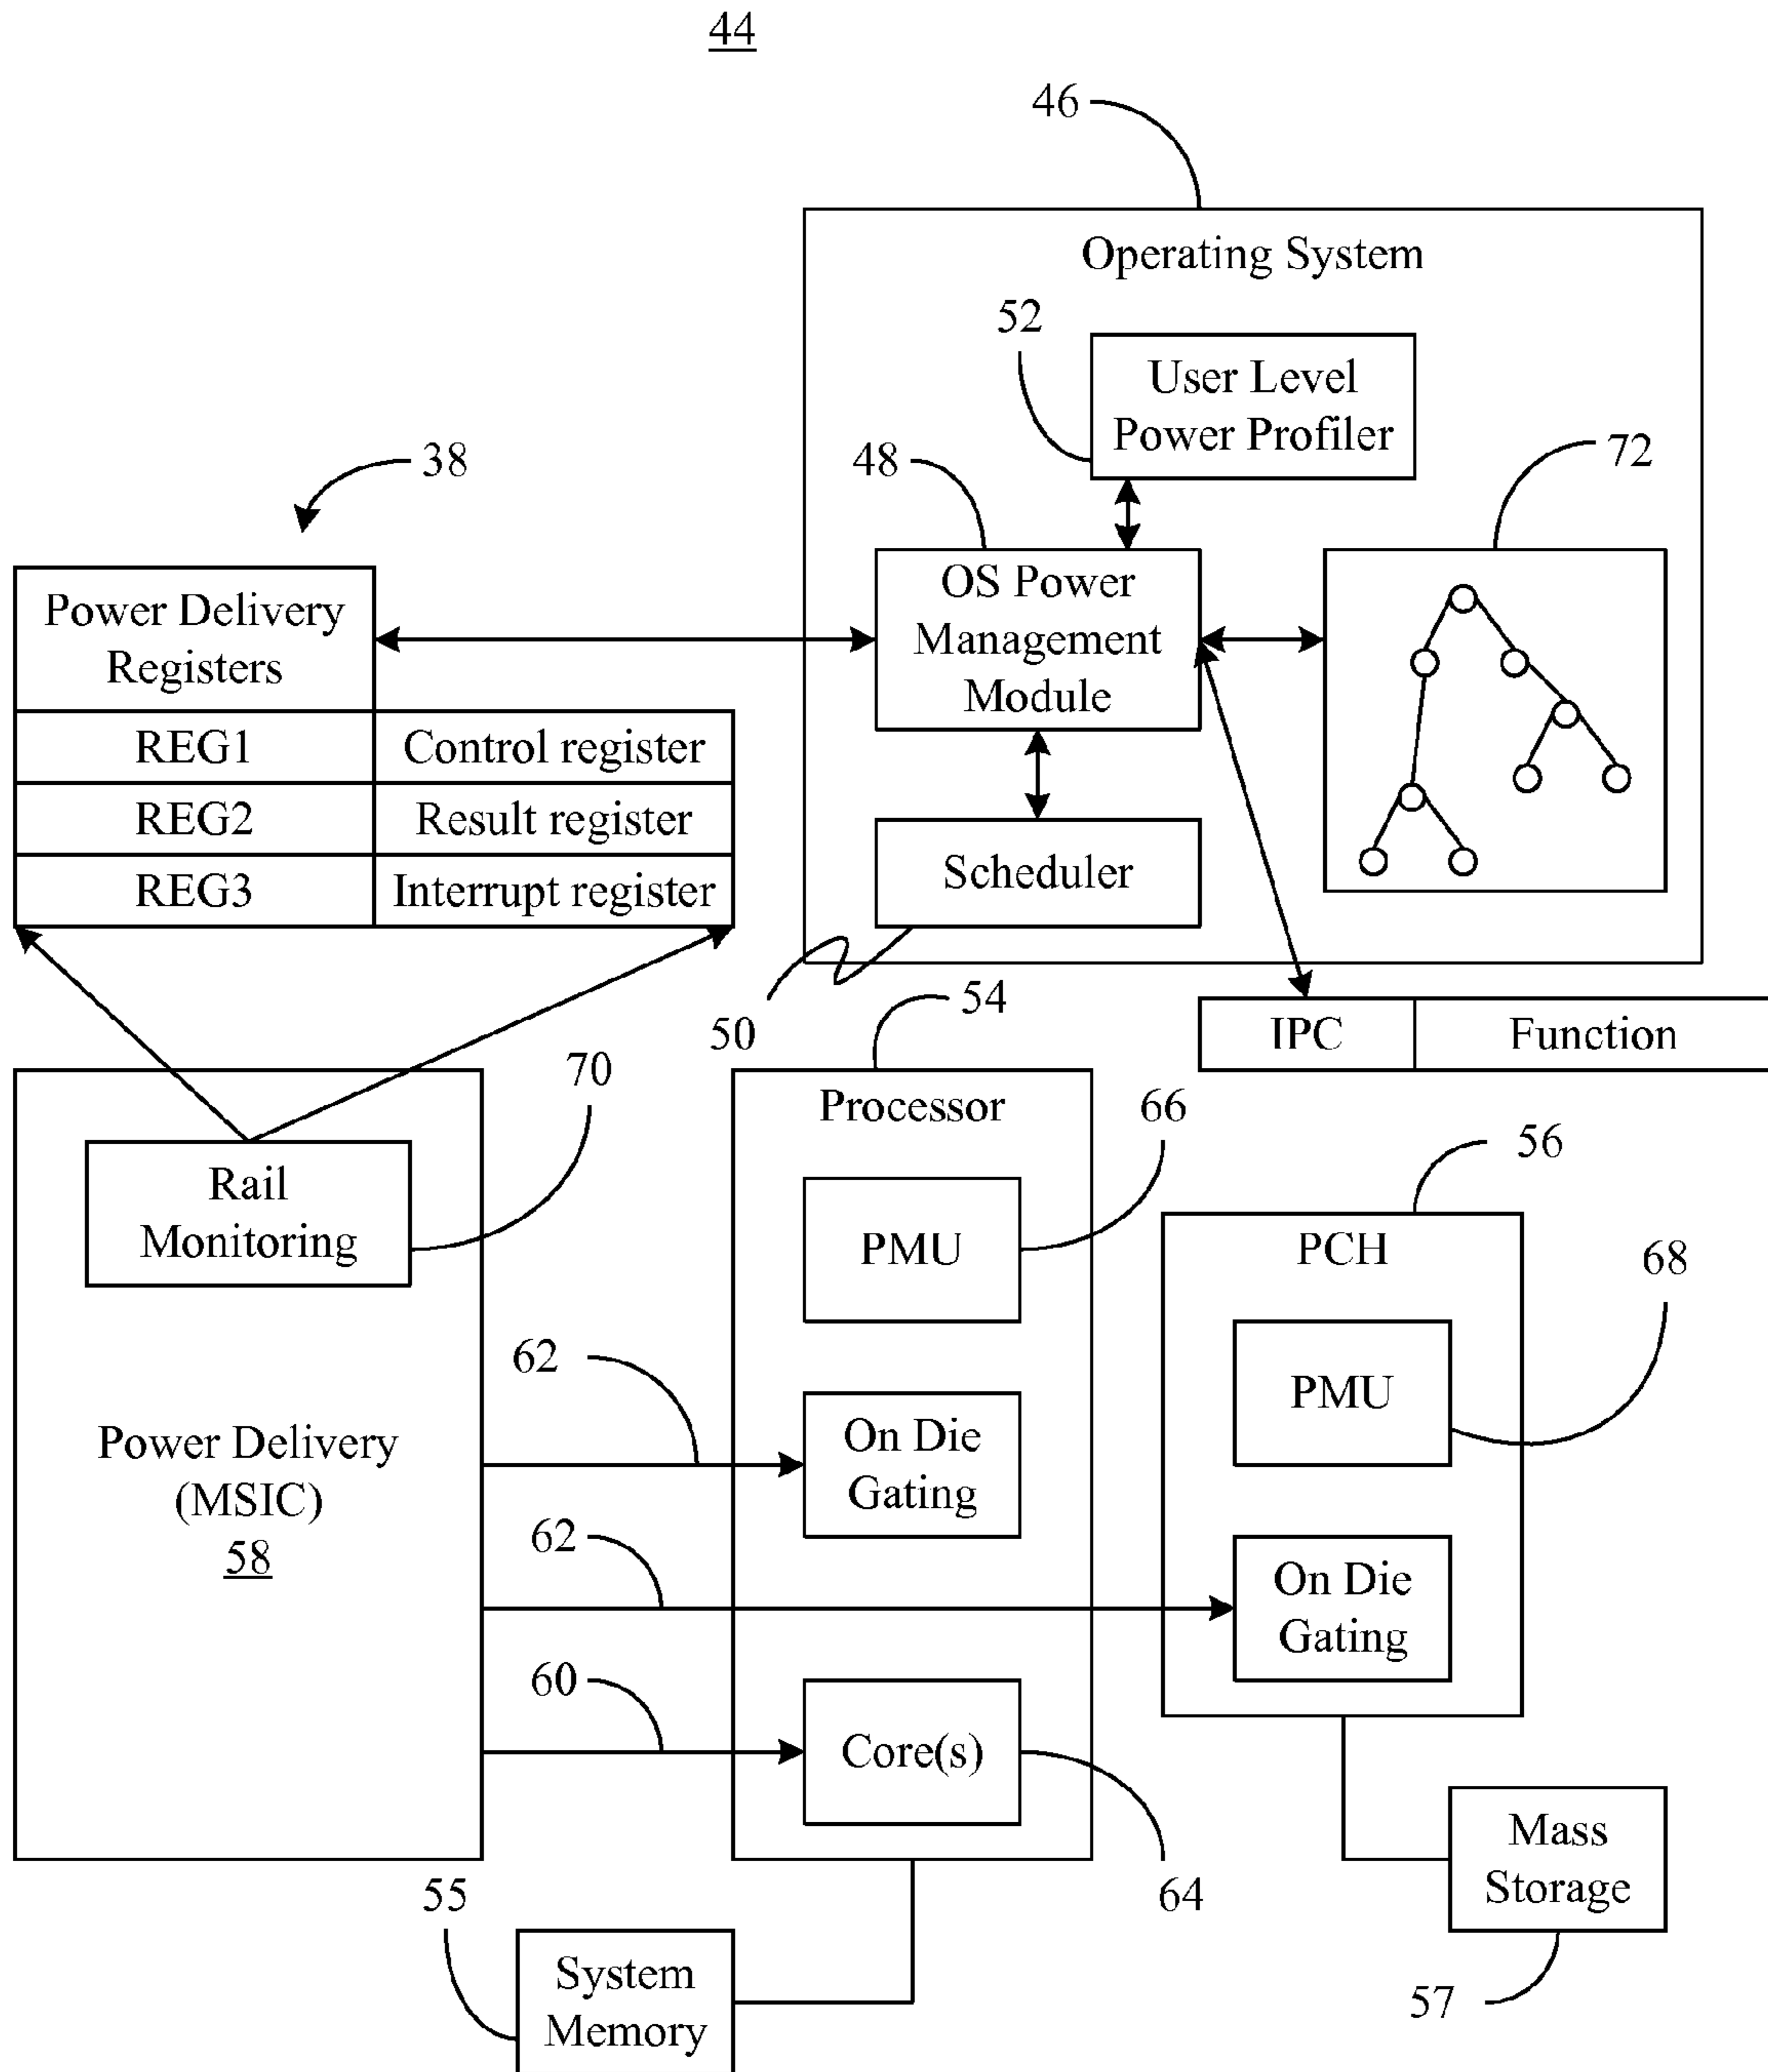 44
46
Operating System
52
User Level
Power Profiler
38
48
72
Power Delivery
Registers
OS Power
Management
Module
REG1
Control register
REG2
Result register
REG3
Interrupt register
Scheduler
50
54
IPC
Function
70
Processor
66
56
Rail
Monitoring
PMU
PCH
68
62
PMU
Power Delivery
(MSIC)
58
On Die
Gating
62
On Die
Gating
60
Core(s)
64
Mass
Storage
55
System
Memory
57